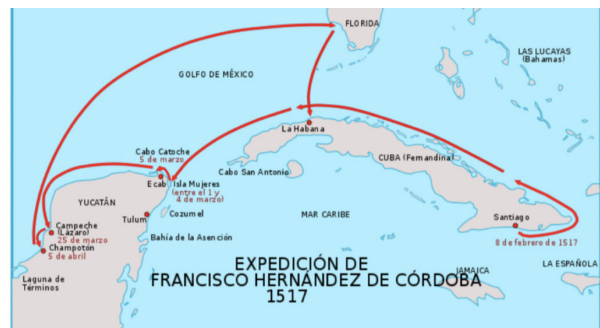 FLORIDA
LAS LUCAYAS
(Bahamas)
GOLFO DE MÉXICO
La Habana
Cabo Catoche
5 de marzo
CUBA (Fernandina)
Cabo San Antonio
Ecab
Isla Mujeres
(entre el 1 y
4 de marzo)
YUCATÁN
Tulum
Cozumel
MAR CARIBE
Santiago
Campeche
(Lázaro)
25 de marzo
Bahía de la Asención
8 de febrero de 1517
Champotón
5 de abril
EXPEDICIÓN DE
FRANCISCO HERNÁNDEZ DE CÓRDOBA
1517
LA ESPAÑOLA
JAMAICA
Laguna de
Términos